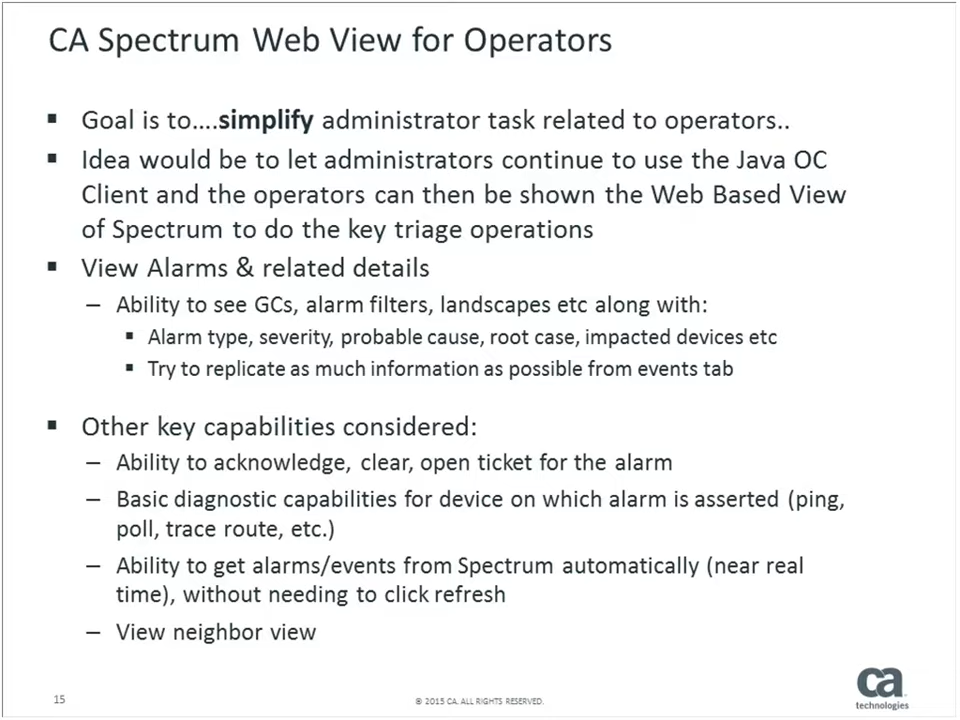 CA Spectrum Web View for Operators
▪ Goal is to....simplify administrator task related to operators..
▪ Idea would be to let administrators continue to use the Java OC
Client and the operators can then be shown the Web Based View
of Spectrum to do the key triage operations
▪ View Alarms & related details
– Ability to see GCs, alarm filters, landscapes etc along with:
▪ Alarm type, severity, probable cause, root case, impacted devices etc
▪ Try to replicate as much information as possible from events tab
▪ Other key capabilities considered:
– Ability to acknowledge, clear, open ticket for the alarm
– Basic diagnostic capabilities for device on which alarm is asserted (ping,
poll, trace route, etc.)
– Ability to get alarms/events from Spectrum automatically (near real
time), without needing to click refresh
– View neighbor view
15
© 2015 CA. ALL RIGHTS RESERVED.
ca
technologies